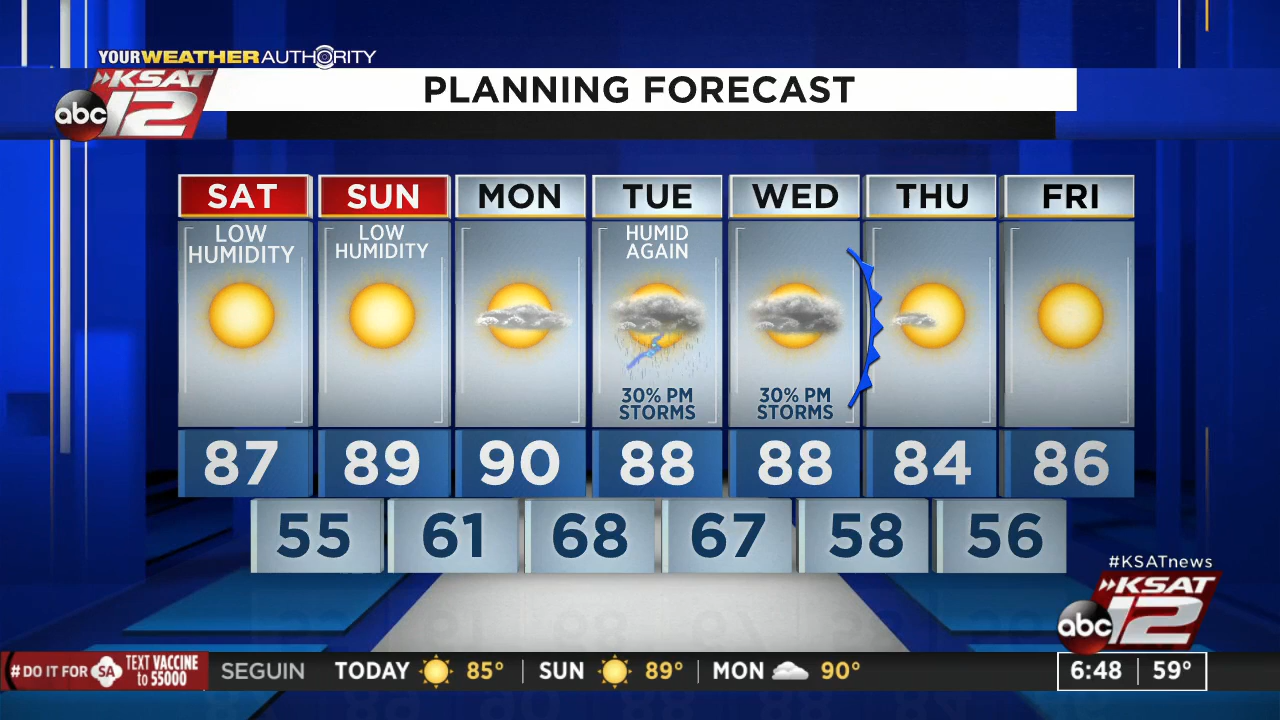 YOUR WEATHER AUTHORITY
KSAT
abc 12
PLANNING FORECAST
SAT SUN MON TUE WED THU FRI
LOW HUMIDITY
LOW HUMIDITY
HUMID AGAIN
30% PM STORMS
30% PM STORMS
87 89 90 88 88 84 86
55 61 68 67 58 56
#KSATnews
KSAT
abc 12
#DO IT FOR SA TEXT VACCINE to 55000
SEGUIN TODAY 85° SUN 89° MON 90°
6:48 59°